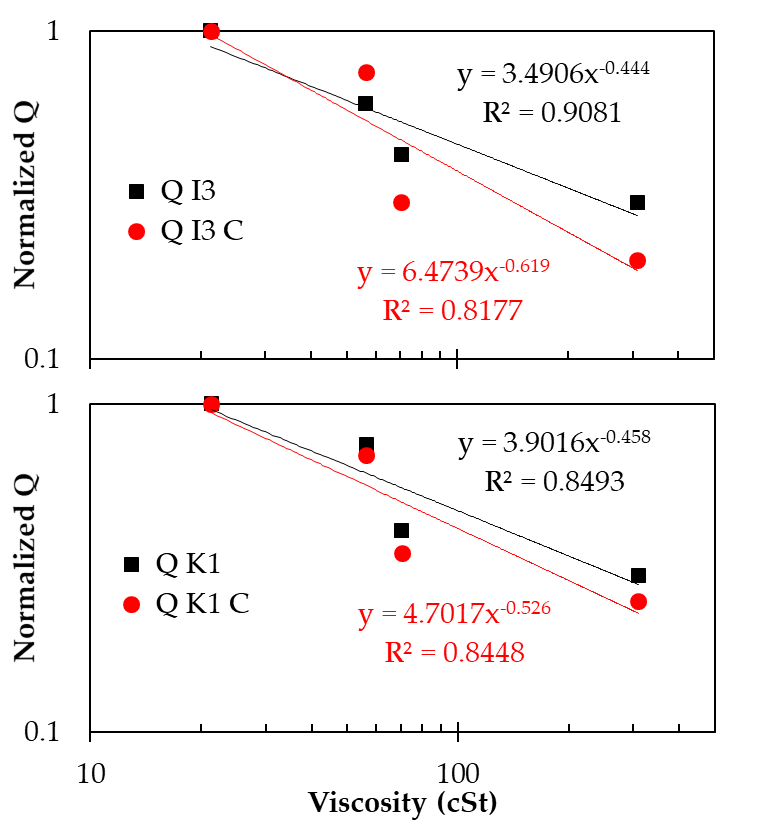 1
y = 3.4906x⁻⁰·⁴⁴⁴
R² = 0.9081
Normalized Q
Q I3
Q I3 C
y = 6.4739x⁻⁰·⁶¹⁹
R² = 0.8177
0.1
1
y = 3.9016x⁻⁰·⁴⁵⁸
R² = 0.8493
Normalized Q
Q K1
Q K1 C
y = 4.7017x⁻⁰·⁵²⁶
R² = 0.8448
0.1
10 100
Viscosity (cSt)